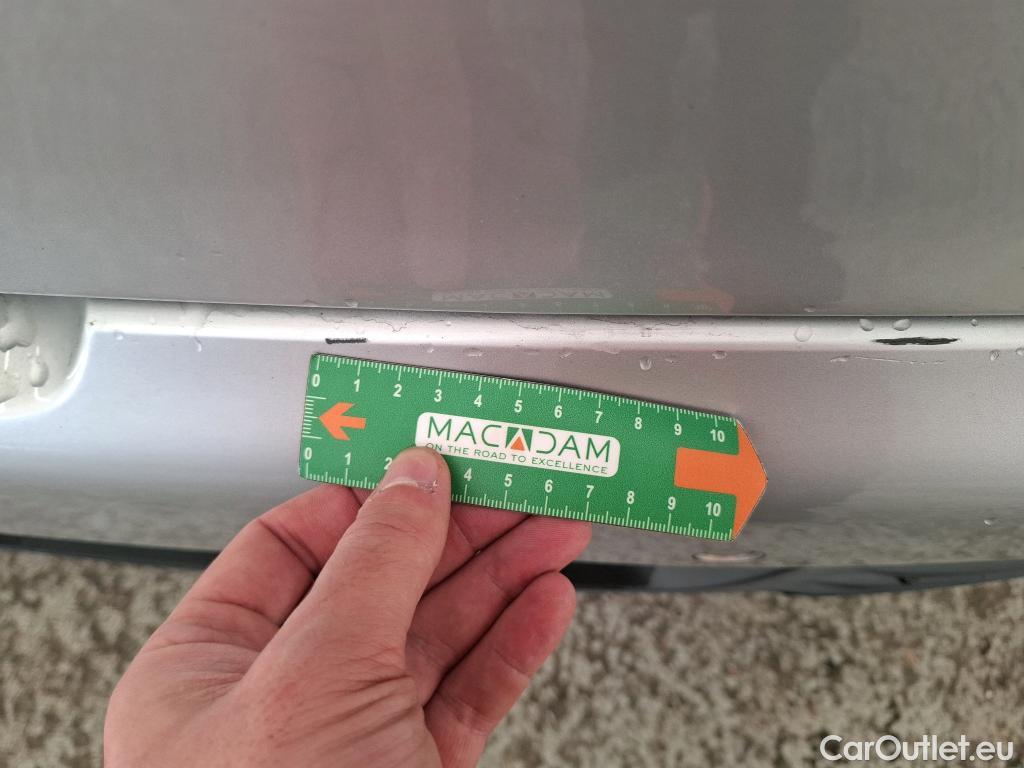 0 1 2 3 4 5 6 7 8 9 10
MACADAM
ON THE ROAD TO EXCELLENCE
0 1 2 4 5 6 7 8 9 10
CarOutlet.eu